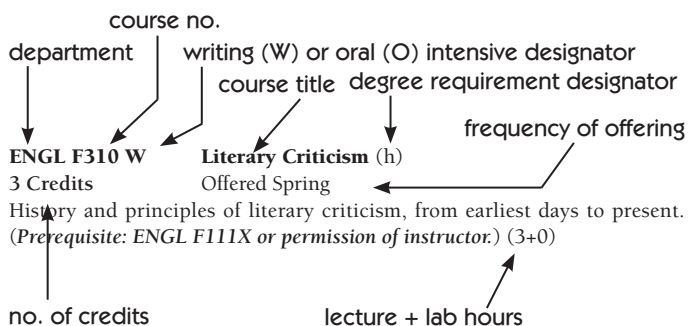 course no.
department writing (W) or oral (O) intensive designator
course title degree requirement designator
frequency of offering
ENGL F310 W Literary Criticism (h)
3 Credits Offered Spring
History and principles of literary criticism, from earliest days to present.
(Prerequisite: ENGL F111X or permission of instructor.) (3+0)
no. of credits lecture + lab hours